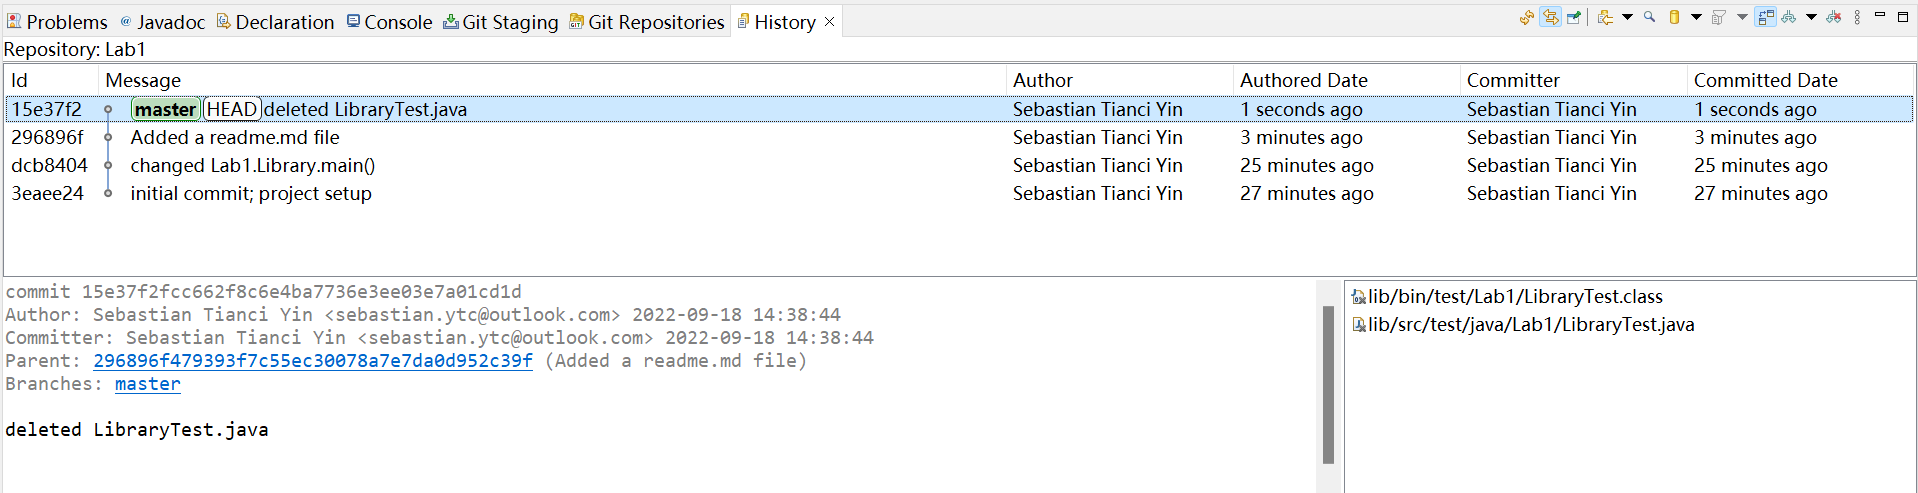 Problems @ Javadoc Declaration Console Git Staging Git Repositories History
Repository: Lab1
Id Message Author Authored Date Committer Committed Date
15e37f2 master HEAD deleted LibraryTest.java Sebastian Tianci Yin 1 seconds ago Sebastian Tianci Yin 1 seconds ago
296896f Added a readme.md file Sebastian Tianci Yin 3 minutes ago Sebastian Tianci Yin 3 minutes ago
dcb8404 changed Lab1.Library.main() Sebastian Tianci Yin 25 minutes ago Sebastian Tianci Yin 25 minutes ago
3eaee24 initial commit; project setup Sebastian Tianci Yin 27 minutes ago Sebastian Tianci Yin 27 minutes ago
commit 15e37f2fcc662f8c6e4ba7736e3ee03e7a01cd1d
Author: Sebastian Tianci Yin <sebastian.ytc@outlook.com> 2022-09-18 14:38:44
Committer: Sebastian Tianci Yin <sebastian.ytc@outlook.com> 2022-09-18 14:38:44
Parent: 296896f479393f7c55ec30078a7e7da0d952c39f (Added a readme.md file)
Branches: master
deleted LibraryTest.java
lib/bin/test/Lab1/LibraryTest.class
lib/src/test/java/Lab1/LibraryTest.java